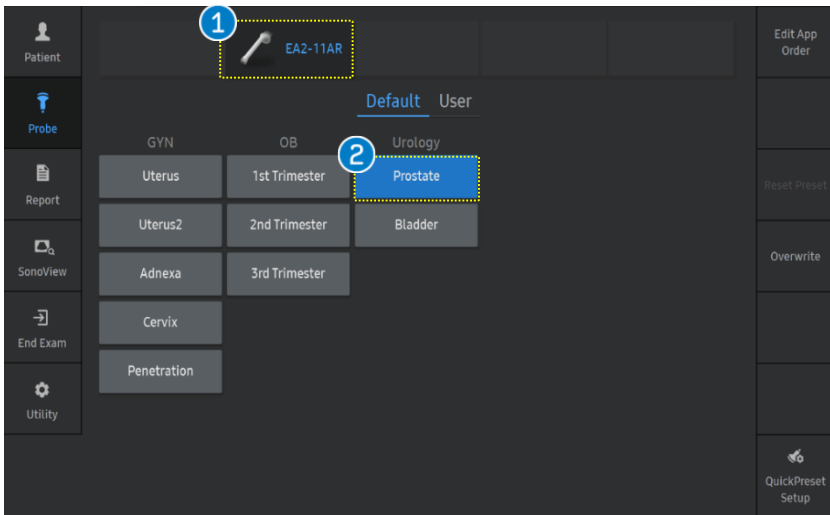 Patient
Probe
Report
SonoView
End Exam
Utility
1
EA2-11AR
Default User
GYN OB Urology
2
Uterus 1st Trimester Prostate
Uterus2 2nd Trimester Bladder
Adnexa 3rd Trimester
Cervix
Penetration
Edit App
Order
Reset Preset
Overwrite
QuickPreset
Setup